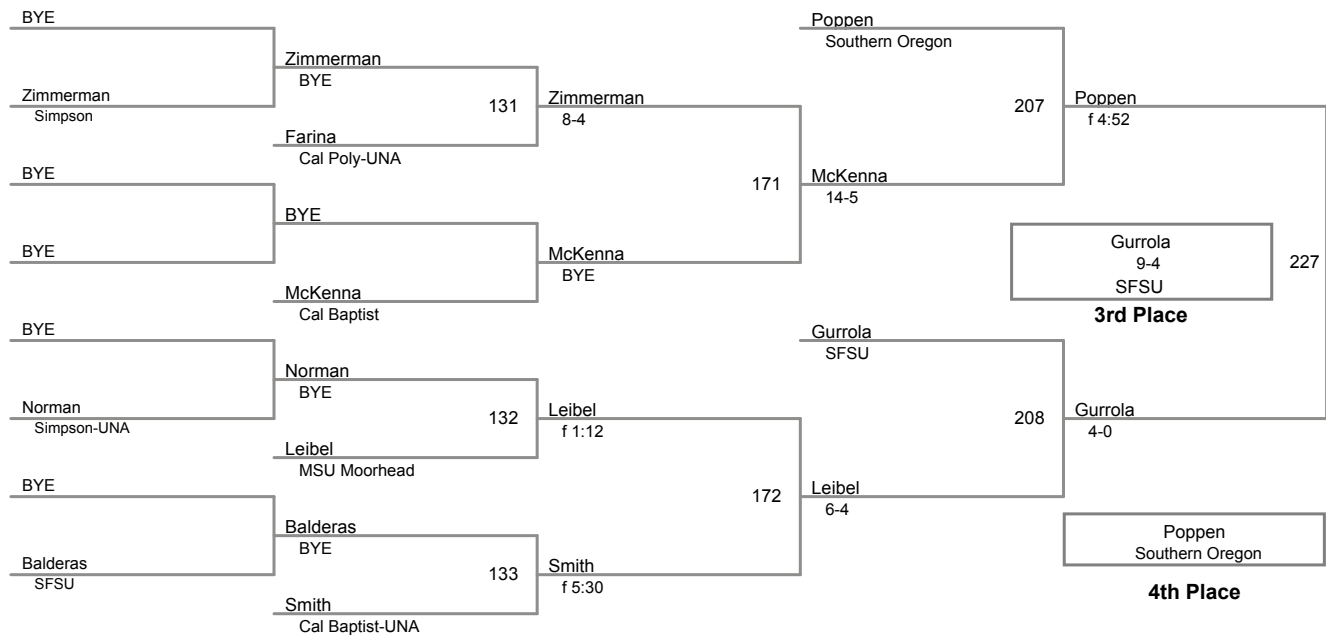 BYE
Zimmerman
BYE
Zimmerman
Simpson
131
Zimmerman
8-4
Farina
Cal Poly-UNA
BYE
BYE
BYE
McKenna
BYE
McKenna
Cal Baptist
171
Poppen
Southern Oregon
207
Poppen
f 4:52
McKenna
14-5
Gurrola
9-4
SFSU
227
3rd Place
BYE
Norman
BYE
Norman
Simpson-UNA
132
Leibel
f 1:12
Leibel
MSU Moorhead
BYE
Balderas
BYE
Balderas
SFSU
133
Smith
f 5:30
Smith
Cal Baptist-UNA
172
Gurrola
SFSU
208
Gurrola
4-0
Leibel
6-4
Poppen
Southern Oregon
4th Place